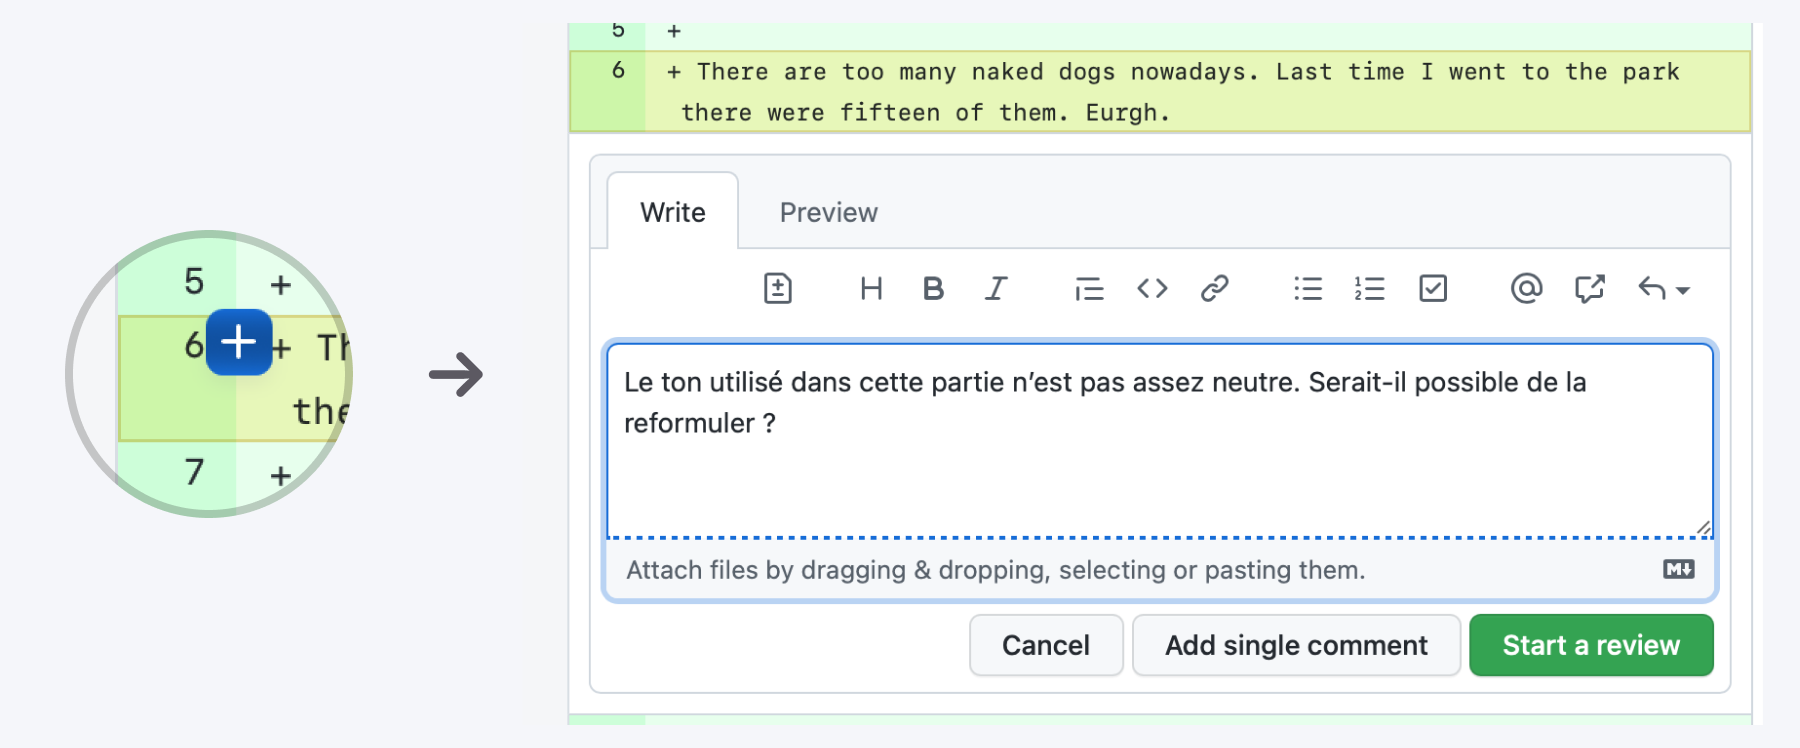 5 +
6 + Th
the
7 +
5 +
6 + There are too many naked dogs nowadays. Last time I went to the park
there were fifteen of them. Eurgh.
Write Preview
H B I
Le ton utilisé dans cette partie n’est pas assez neutre. Serait-il possible de la
reformuler ?
Attach files by dragging & dropping, selecting or pasting them.
M
Cancel Add single comment Start a review